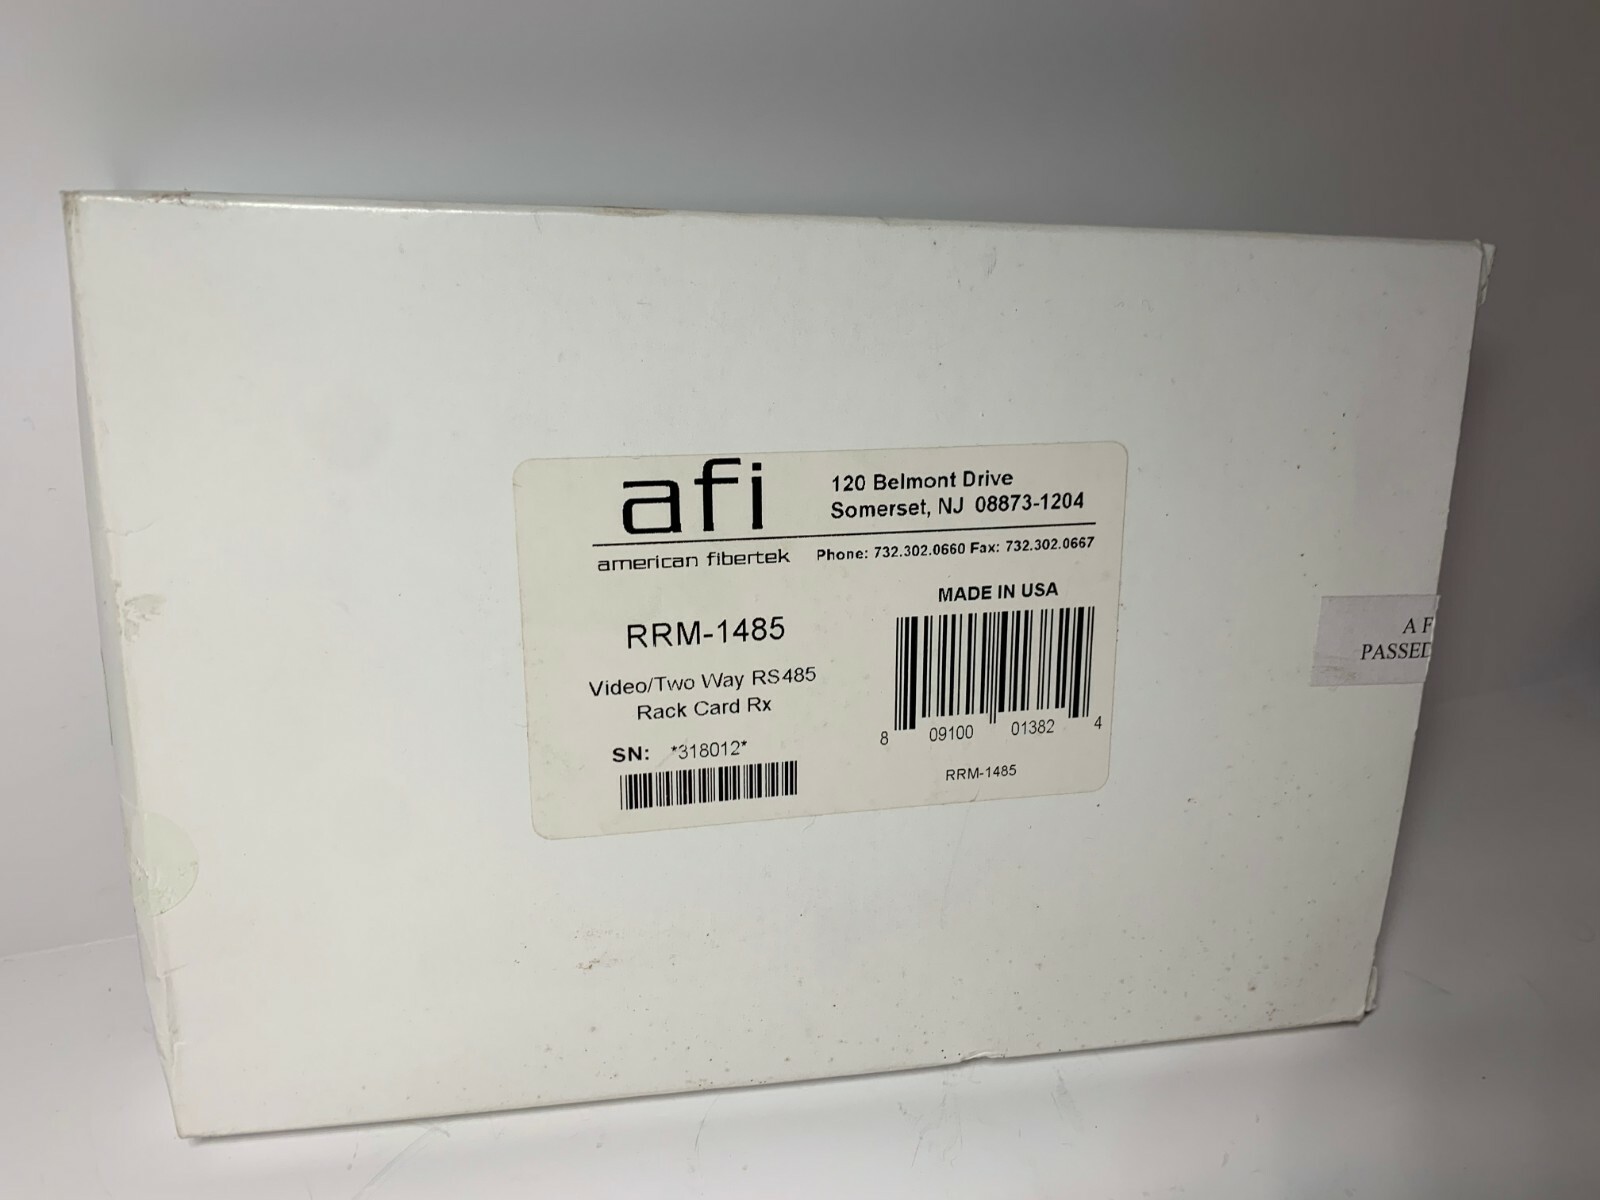 afi
american fibertek
120 Belmont Drive
Somerset, NJ 08873-1204
Phone: 732.302.0660 Fax: 732.302.0667
MADE IN USA
RRM-1485
Video/Two Way RS485
Rack Card Rx
SN: *318012*
8 09100 01382 4
RRM-1485
A F
PASSED